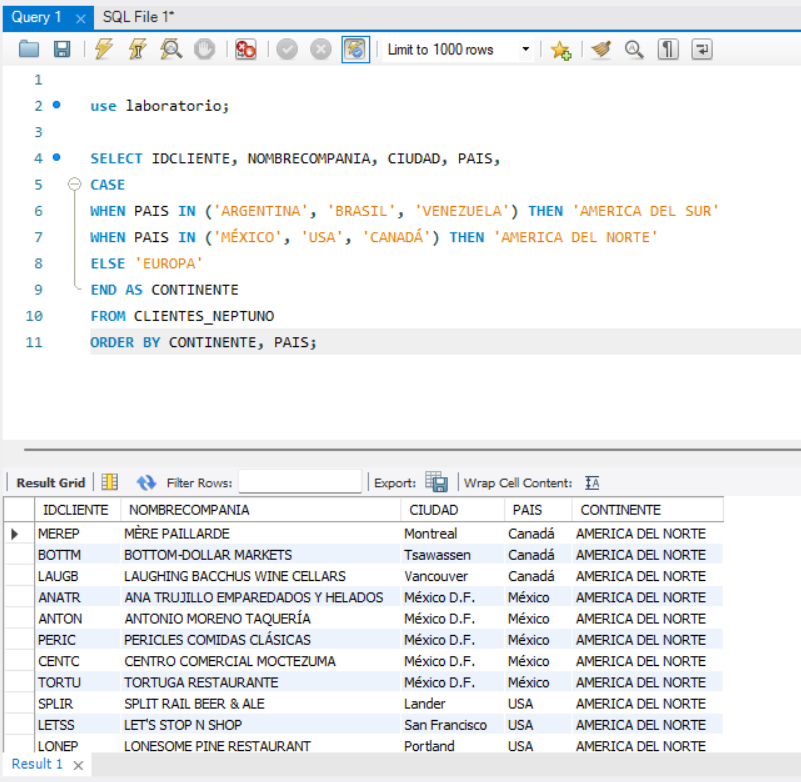 Query 1
SQL File 1*
Limit to 1000 rows
1
2 use laboratorio;
3
4 SELECT IDCLIENTE, NOMBRECOMPANIA, CIUDAD, PAIS,
5 CASE
6 WHEN PAIS IN ('ARGENTINA', 'BRASIL', 'VENEZUELA') THEN 'AMERICA DEL SUR'
7 WHEN PAIS IN ('MÉXICO', 'USA', 'CANADÁ') THEN 'AMERICA DEL NORTE'
8 ELSE 'EUROPA'
9 END AS CONTINENTE
10 FROM CLIENTES_NEPTUNO
11 ORDER BY CONTINENTE, PAIS;
Result Grid Filter Rows: Export: Wrap Cell Content:
IDCLIENTE NOMBRECOMPANIA CIUDAD PAIS CONTINENTE
MEREP MÈRE PAILLARDE Montreal Canadá AMERICA DEL NORTE
BOTTM BOTTOM-DOLLAR MARKETS Tsawassen Canadá AMERICA DEL NORTE
LAUGB LAUGHING BACCHUS WINE CELLARS Vancouver Canadá AMERICA DEL NORTE
ANATR ANA TRUJILLO EMPAREDADOS Y HELADOS México D.F. México AMERICA DEL NORTE
ANTON ANTONIO MORENO TAQUERÍA México D.F. México AMERICA DEL NORTE
PERIC PERICLES COMIDAS CLÁSICAS México D.F. México AMERICA DEL NORTE
CENTC CENTRO COMERCIAL MOCTEZUMA México D.F. México AMERICA DEL NORTE
TORTU TORTUGA RESTAURANTE México D.F. México AMERICA DEL NORTE
SPLIR SPLIT RAIL BEER & ALE Lander USA AMERICA DEL NORTE
LETSS LET'S STOP N SHOP San Francisco USA AMERICA DEL NORTE
LONEP LONESOME PINE RESTAURANT Portland USA AMERICA DEL NORTE
Result 1